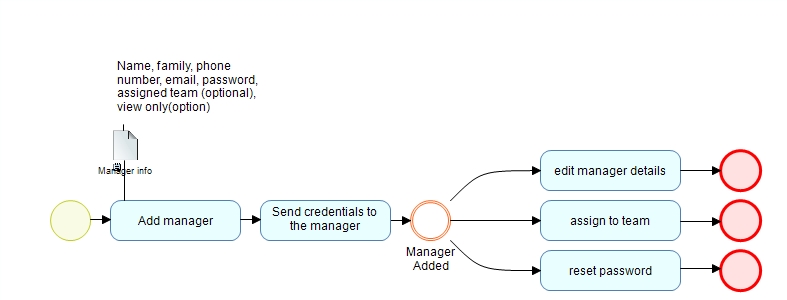 Name, family, phone
number, email, password,
assigned team (optional),
view only(option)
Manager info
Add manager
Send credentials to
the manager
Manager
Added
edit manager details
assign to team
reset password